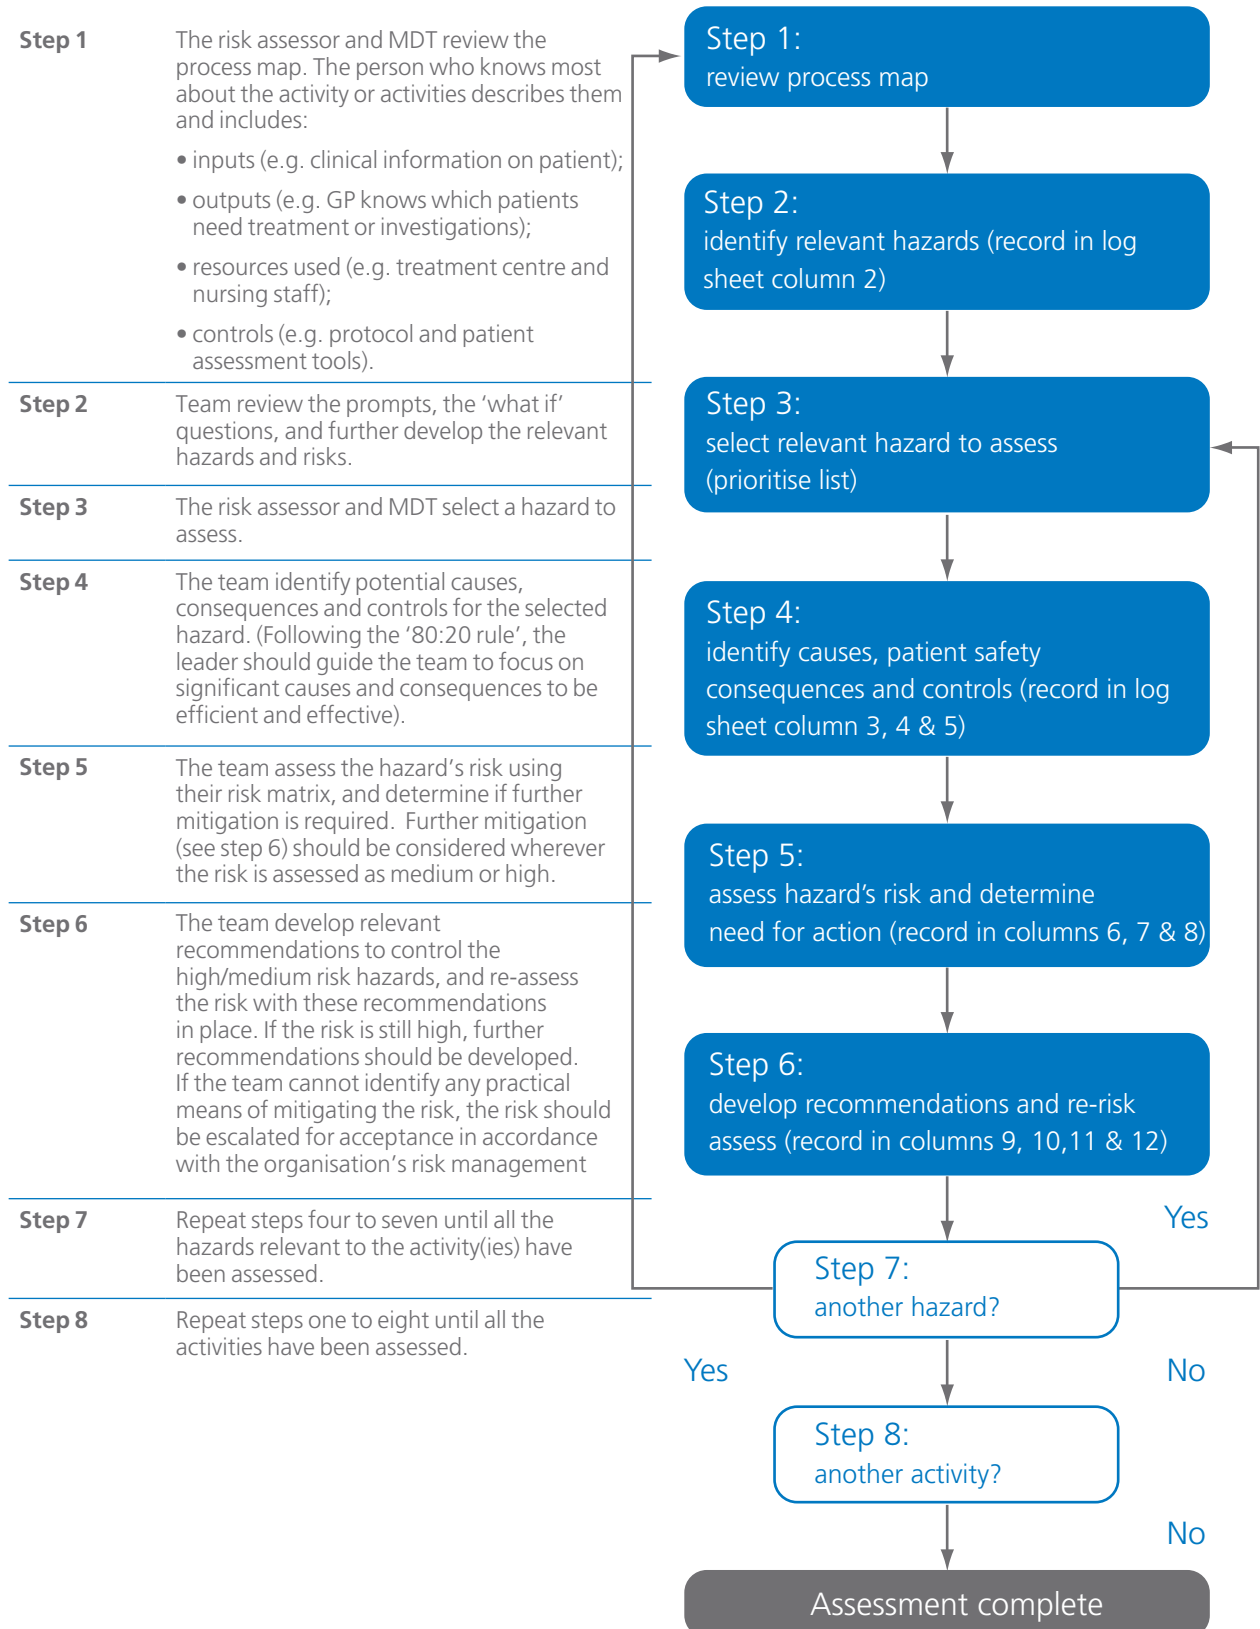 Step 1
The risk assessor and MDT review the
process map. The person who knows most
about the activity or activities describes them
and includes:
• inputs (e.g. clinical information on patient);
• outputs (e.g. GP knows which patients
need treatment or investigations);
• resources used (e.g. treatment centre and
nursing staff);
• controls (e.g. protocol and patient
assessment tools).
Step 2
Team review the prompts, the ‘what if’
questions, and further develop the relevant
hazards and risks.
Step 3
The risk assessor and MDT select a hazard to
assess.
Step 4
The team identify potential causes,
consequences and controls for the selected
hazard. (Following the ‘80:20 rule’, the
leader should guide the team to focus on
significant causes and consequences to be
efficient and effective).
Step 5
The team assess the hazard’s risk using
their risk matrix, and determine if further
mitigation is required. Further mitigation
(see step 6) should be considered wherever
the risk is assessed as medium or high.
Step 6
The team develop relevant
recommendations to control the
high/medium risk hazards, and re-assess
the risk with these recommendations
in place. If the risk is still high, further
recommendations should be developed.
If the team cannot identify any practical
means of mitigating the risk, the risk should
be escalated for acceptance in accordance
with the organisation’s risk management
Step 7
Repeat steps four to seven until all the
hazards relevant to the activity(ies) have
been assessed.
Step 8
Repeat steps one to eight until all the
activities have been assessed.
Step 1:
review process map
Step 2:
identify relevant hazards (record in log
sheet column 2)
Step 3:
select relevant hazard to assess
(prioritise list)
Step 4:
identify causes, patient safety
consequences and controls (record in log
sheet column 3, 4 & 5)
Step 5:
assess hazard’s risk and determine
need for action (record in columns 6, 7 & 8)
Step 6:
develop recommendations and re-risk
assess (record in columns 9, 10,11 & 12)
Yes
Step 7:
another hazard?
Yes
No
Step 8:
another activity?
No
Assessment complete